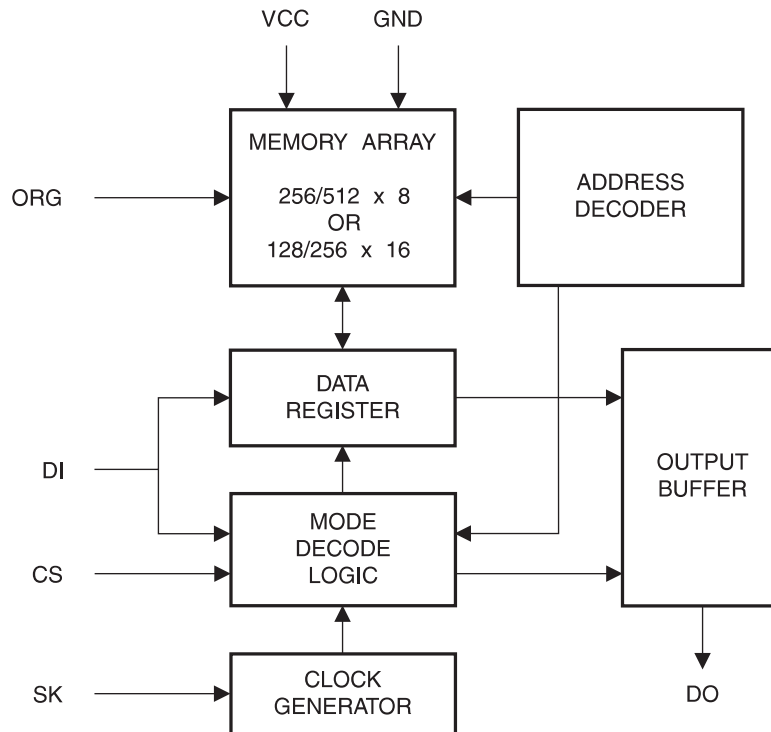 VCC
GND
MEMORY ARRAY
256/512 x 8
OR
128/256 x 16
ADDRESS
DECODER
ORG
DATA
REGISTER
OUTPUT
BUFFER
DI
MODE
DECODE
LOGIC
CS
CLOCK
GENERATOR
SK
DO